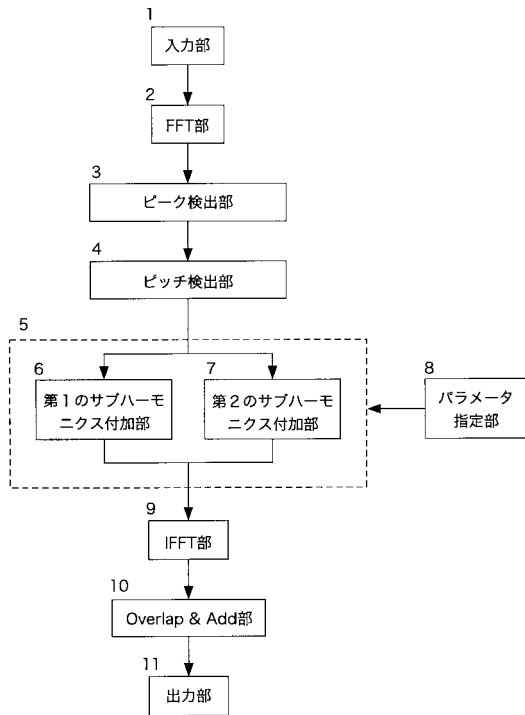 1
入力部
2
FFT部
3
ピーク検出部
4
ピッチ検出部
5
6
第1のサブハーモ
ニクス付加部
7
第2のサブハーモ
ニクス付加部
8
パラメータ
指定部
9
IFFT部
10
Overlap & Add部
11
出力部